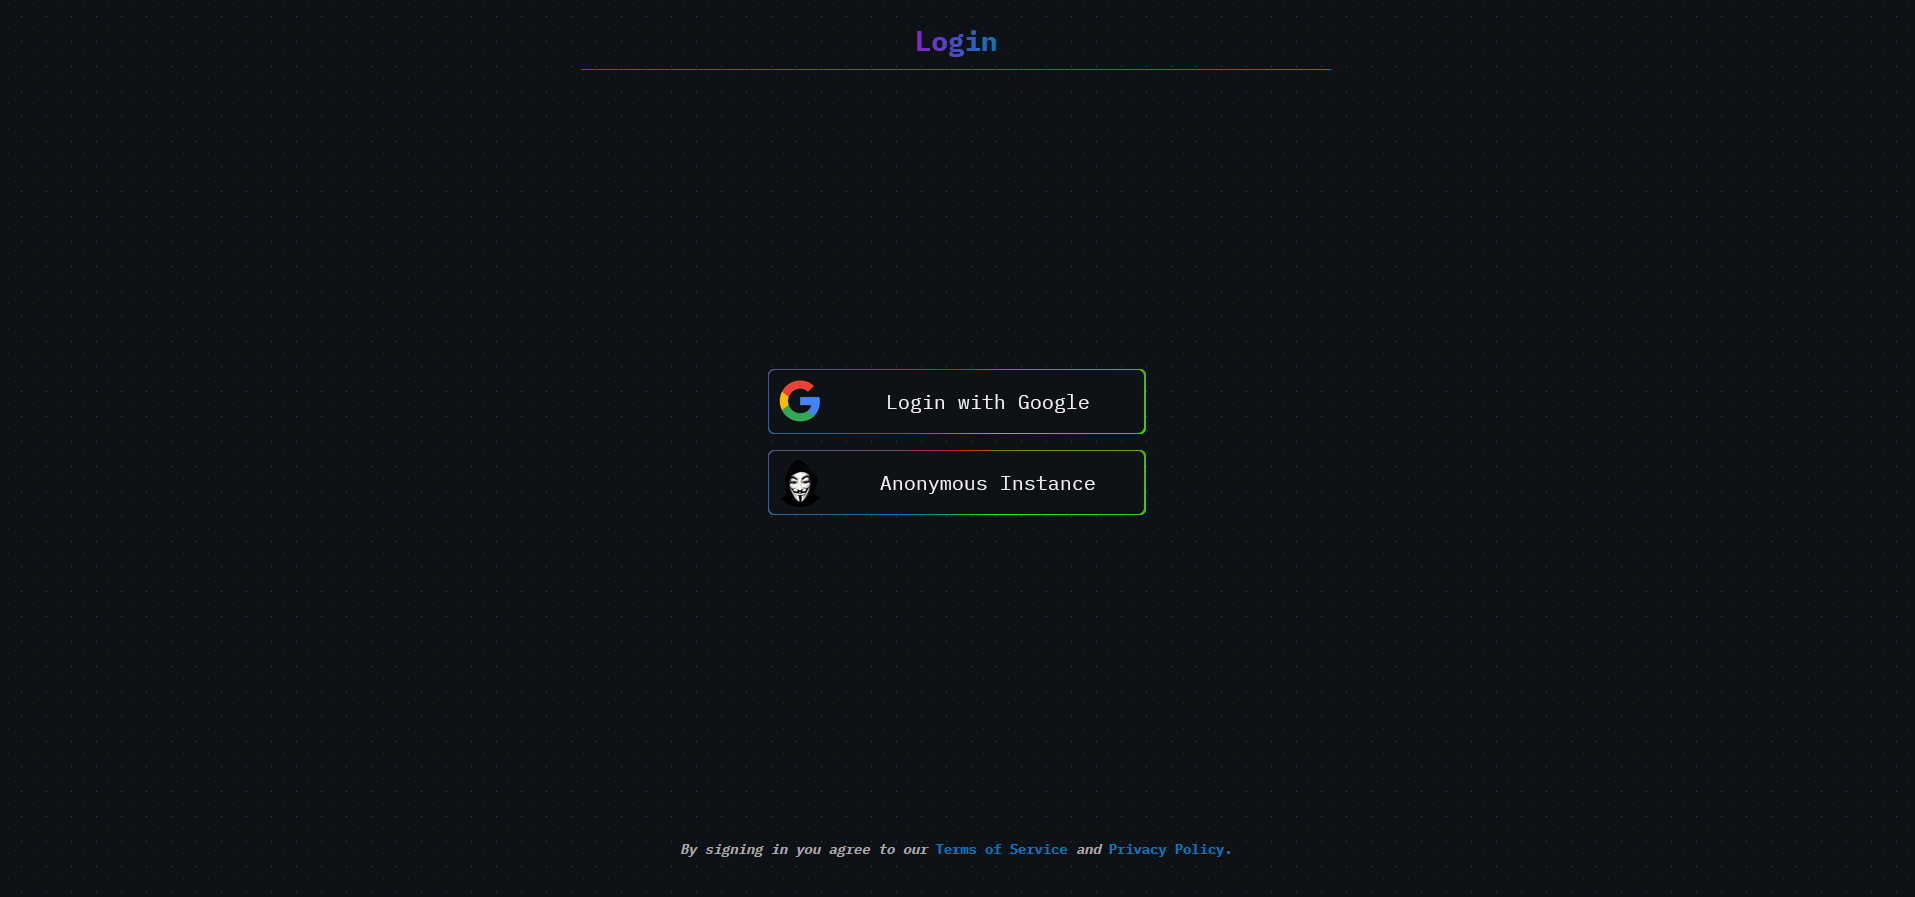 Login
Login with Google
Anonymous Instance
By signing in you agree to our Terms of Service and Privacy Policy.